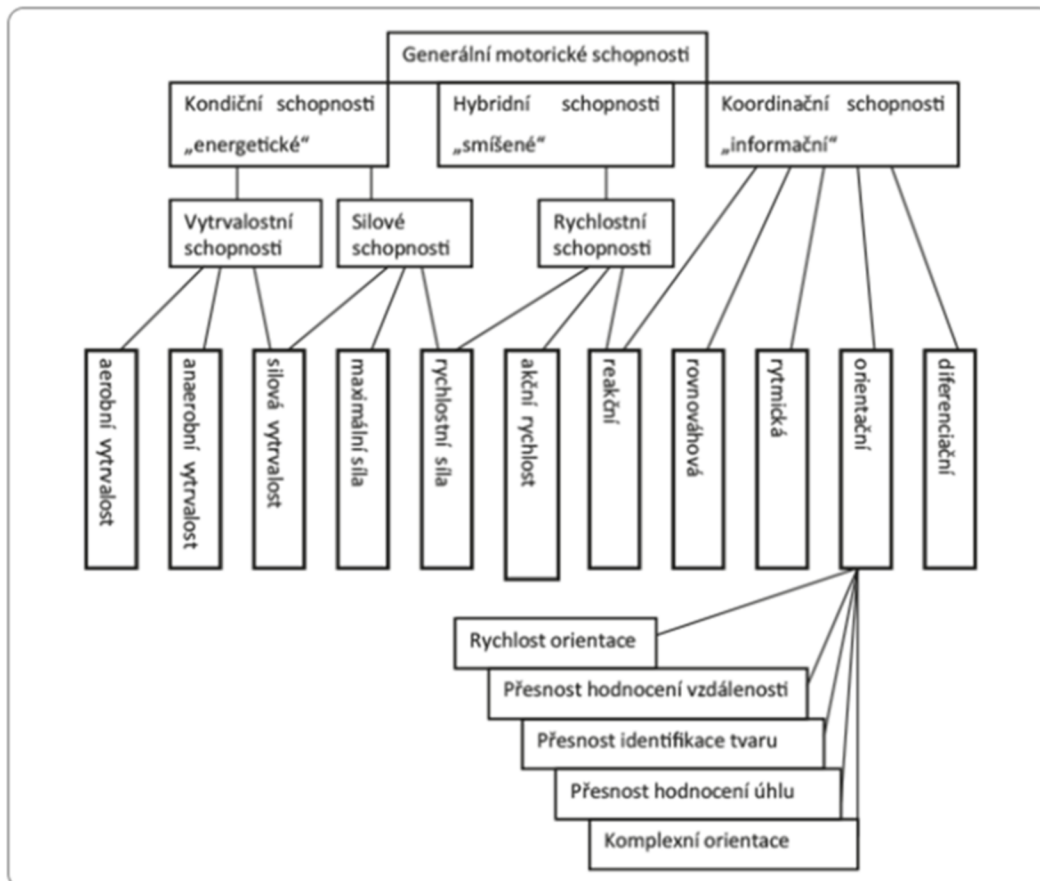 Generální motorické schopnosti
Kondiční schopnosti
„energetické“
Hybridní schopnosti
„smíšené“
Koordinační schopnosti
„informační“
Vytrvalostní
schopnosti
Silové
schopnosti
Rychlostní
schopnosti
aerobní vytrvalost
anaerobní vytrvalost
silová vytrvalost
maximální síla
rychlostní síla
akční rychlost
reakční
rovnováhová
rytmická
orientační
diferenciační
Rychlost orientace
Přesnost hodnocení vzdáleností
Přesnost identifikace tvaru
Přesnost hodnocení úhlu
Komplexní orientace